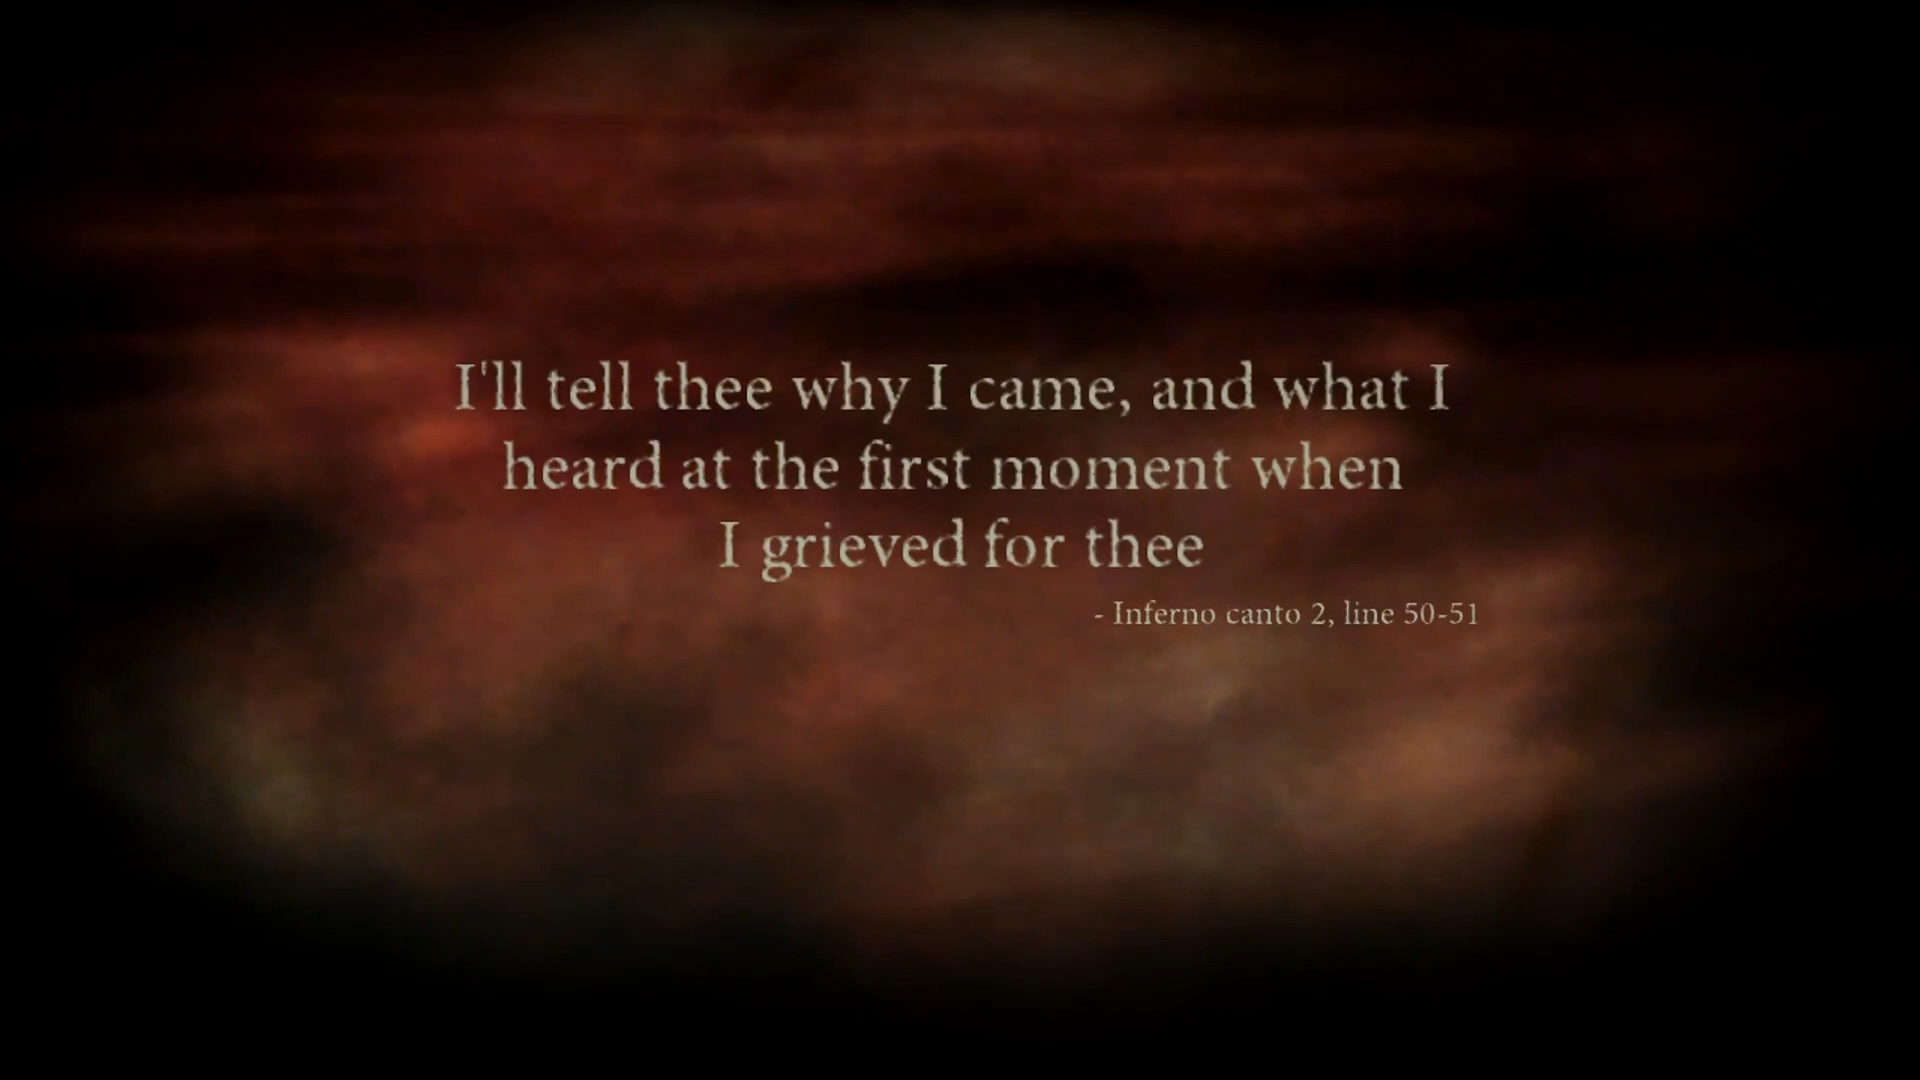 I'll tell thee why I came, and what I
heard at the first moment when
I grieved for thee
- Inferno canto 2, line 50-51